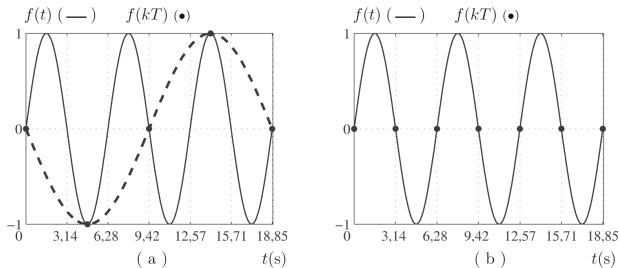 f(t) (—) f(kT) (•) f(t) (—) f(kT) (•)
1 1
0 0
−1 −1
0 3,14 6,28 9,42 12,57 15,71 18,85 0 3,14 6,28 9,42 12,57 15,71 18,85
( a ) t(s) ( b ) t(s)